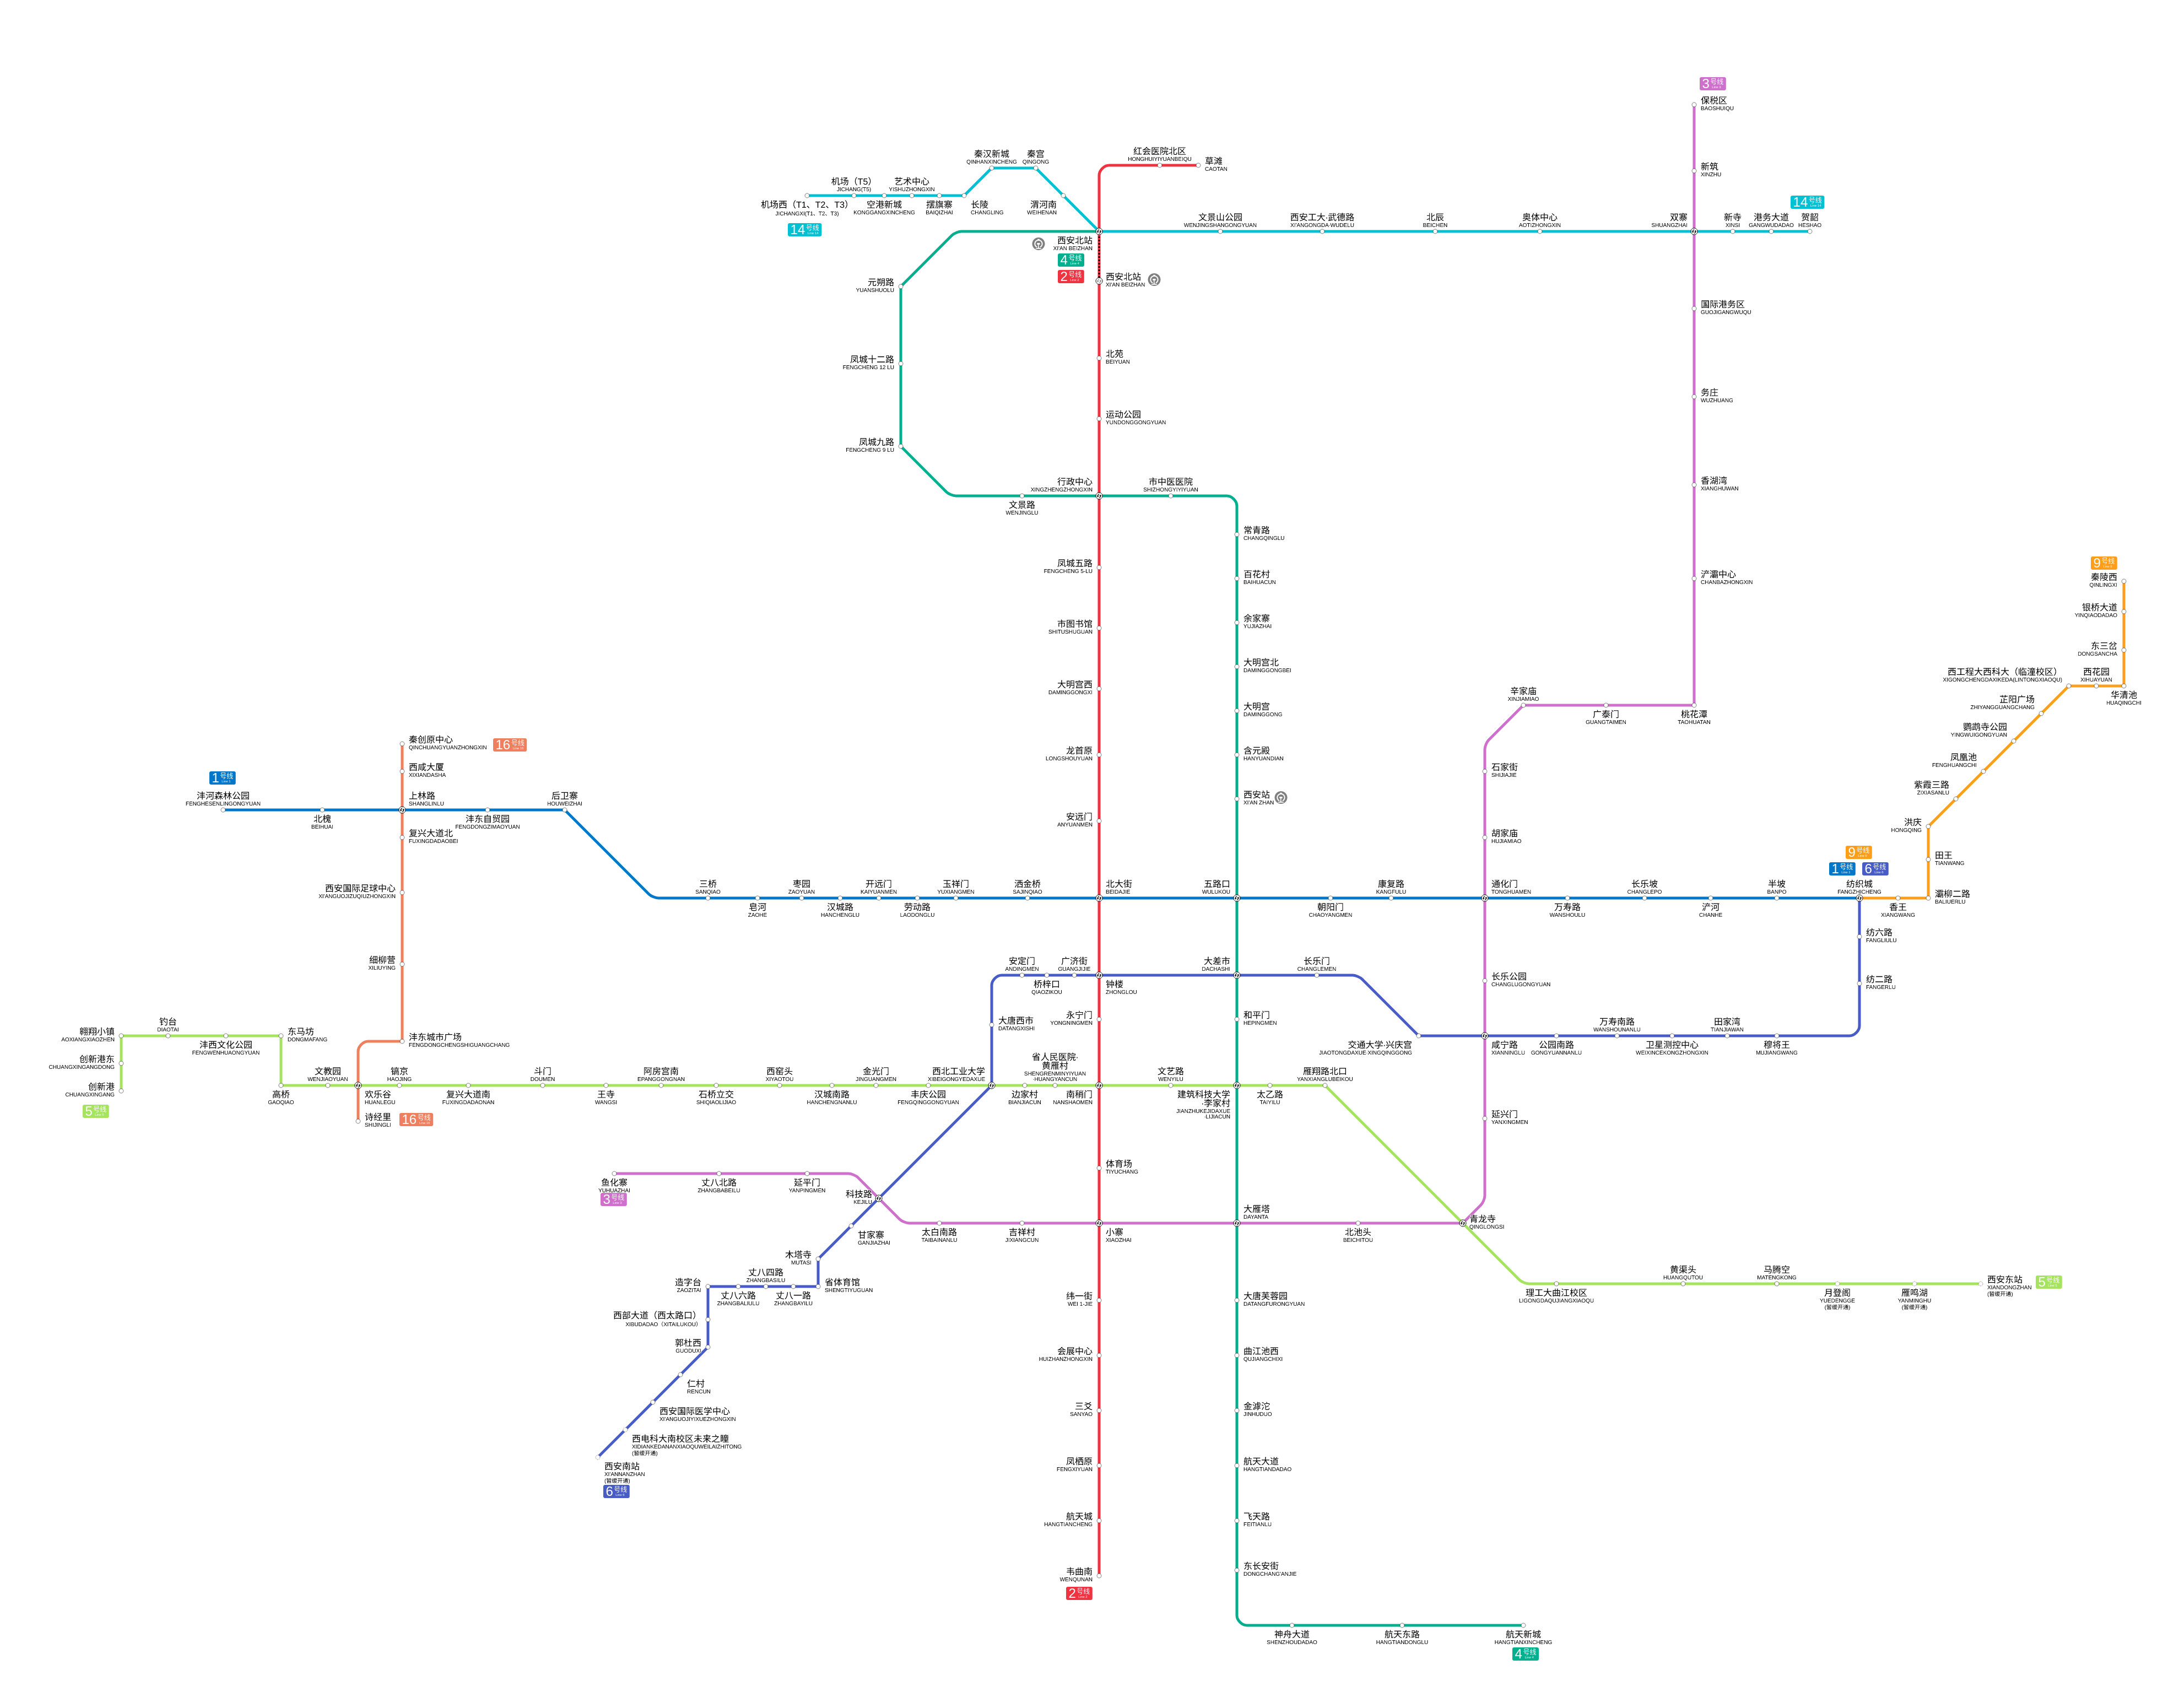 3号线
保税区
BAOSHUIQU
新筑
XINZHU
红会医院北区
HONGHUIYIYUANBEIQU
草滩
CAOTAN
秦汉新城
QINHANXINCHENG
秦宫
QINGONG
机场（T5）
JICHANG(T5)
艺术中心
YISHUZHONGXIN
机场西（T1、T2、T3）
JICHANGXI(T1、T2、T3)
空港新城
KONGGANGXINCHENG
摆旗寨
BAIQIZHAI
长陵
CHANGLING
渭河南
WEIHENAN
14号线
14号线
文景山公园
WENJINGSHANGONGYUAN
西安工大·武德路
XI'ANGONGDA·WUDELU
北辰
BEICHEN
奥体中心
AOTIZHONGXIN
双寨
SHUANGZHAI
新寺
XINSI
港务大道
GANGWUDADAO
贺韶
HESHAO
西安北站
XI'AN BEIZHAN
4号线
2号线
西安北站
XI'AN BEIZHAN
元朔路
YUANSHUOLU
凤城十二路
FENGCHENG 12 LU
凤城九路
FENGCHENG 9 LU
北苑
BEIYUAN
运动公园
YUNDONGGONGYUAN
国际港务区
GUOJIGANGWUQU
务庄
WUZHUANG
香湖湾
XIANGHUWAN
浐灞中心
CHANBAZHONGXIN
行政中心
XINGZHENGZHONGXIN
市中医医院
SHIZHONGYIYIYUAN
文景路
WENJINGLU
常青路
CHANGQINGLU
凤城五路
FENGCHENG 5-LU
百花村
BAIHUACUN
市图书馆
SHITUSHUGUAN
余家寨
YUJIAZHAI
大明宫西
DAMINGGONGXI
大明宫北
DAMINGGONGBEI
大明宫
DAMINGGONG
龙首原
LONGSHOUYUAN
含元殿
HANYUANDIAN
安远门
ANYUANMEN
西安站
XI'AN ZHAN
辛家庙
XINJIAMIAO
广泰门
GUANGTAIMEN
桃花潭
TAOHUATAN
石家街
SHIJIAJIE
胡家庙
HUJIAMIAO
9号线
秦陵西
QINLINGXI
银桥大道
YINQIAODADAO
东三岔
DONGSANCHA
西工程大西科大（临潼校区）
XIGONGCHENGDAXIKEDA(LINTONGXIAOQU)
西花园
XIHUAYUAN
华清池
HUAQINGCHI
芷阳广场
ZHIYANGGUANGCHANG
鹦鹉寺公园
YINGWUIGONGYUAN
凤凰池
FENGHUANGCHI
紫霞三路
ZIXIASANLU
洪庆
HONGQING
田王
TIANWANG
灞柳二路
BALIUERLU
香王
XIANGWANG
秦创原中心
QINCHUANGYUANZHONGXIN
16号线
西咸大厦
XIXIANDASHA
1号线
沣河森林公园
FENGHESENLINGONGYUAN
北槐
BEIHUAI
上林路
SHANGLINLU
沣东自贸园
FENGDONGZIMAOYUAN
后卫寨
HOUWEIZHAI
复兴大道北
FUXINGDADAOBEI
西安国际足球中心
XI'ANGUOJIZUQIUZHONGXIN
细柳营
XILIUYING
沣东城市广场
FENGDONGCHENGSHIGUANGCHANG
三桥
SANQIAO
皂河
ZAOHE
枣园
ZAOYUAN
汉城路
HANCHENGLU
开远门
KAIYUANMEN
劳动路
LAODONGLU
玉祥门
YUXIANGMEN
洒金桥
SAJINQIAO
北大街
BEIDAJIE
五路口
WULUKOU
朝阳门
CHAOYANGMEN
康复路
KANGFULU
通化门
TONGHUAMEN
万寿路
WANSHOULU
长乐坡
CHANGLEPO
浐河
CHANHE
半坡
BANPO
9号线
1号线
6号线
纺织城
FANGZHICHENG
纺六路
FANGLIULU
纺二路
FANGERLU
安定门
ANDINGMEN
桥梓口
QIAOZIKOU
广济街
GUANGJIJIE
钟楼
ZHONGLOU
大差市
DACHASHI
长乐门
CHANGLEMEN
长乐公园
CHANGLUGONGYUAN
大唐西市
DATANGXISHI
永宁门
YONGNINGMEN
和平门
HEPINGMEN
交通大学·兴庆宫
JIAOTONGDAXUE·XINGQINGGONG
咸宁路
XIANNINGLU
公园南路
GONGYUANNANLU
万寿南路
WANSHOUNANLU
卫星测控中心
WEIXINCEKONGZHONGXIN
田家湾
TIANJIAWAN
穆将王
MUJIANGWANG
翱翔小镇
AOXIANGXIAOZHEN
钓台
DIAOTAI
沣西文化公园
FENGWENHUAIONGYUAN
东马坊
DONGMAFANG
创新港东
CHUANGXINGANGDONG
创新港
CHUANGXINGANG
5号线
高桥
GAOQIAO
文教园
WENJIAOYUAN
欢乐谷
HUANLEGU
诗经里
SHIJINGLI
16号线
镐京
HAOJING
复兴大道南
FUXINGDADAONAN
斗门
DOUMEN
王寺
WANGSI
阿房宫南
EPANGGONGNAN
石桥立交
SHIQIAOLIJIAO
西窑头
XIYAOTOU
汉城南路
HANCHENGNANLU
金光门
JINGUANGMEN
丰庆公园
FENGQINGGONGYUAN
西北工业大学
XIBEIGONGYEDAXUE
边家村
BIANJIACUN
省人民医院·
黄雁村
SHENGRENMINYIYUAN
·HUANGYANCUN
南稍门
NANSHAOMEN
文艺路
WENYILU
建筑科技大学
·李家村
JIANZHUKEJIDAXUE
·LIJIACUN
太乙路
TAIYILU
雁翔路北口
YANXIANGLUBEIKOU
延兴门
YANXINGMEN
体育场
TIYUCHANG
鱼化寨
YUHUAZHAI
3号线
丈八北路
ZHANGBABEILU
延平门
YANPINGMEN
科技路
KEJILU
太白南路
TAIBAINANLU
吉祥村
JIXIANGCUN
小寨
XIAOZHAI
大雁塔
DAYANTA
北池头
BEICHITOU
青龙寺
QINGLONGSI
甘家寨
GANJIAZHAI
木塔寺
MUTASI
省体育馆
SHENGTIYUGUAN
丈八一路
ZHANGBAYILU
丈八四路
ZHANGBASILU
丈八六路
ZHANGBALIULU
造字台
ZAOZITAI
西部大道（西太路口）
XIBUDADAO（XITAILUKOU）
郭杜西
GUODUXI
仁村
RENCUN
西安国际医学中心
XI'ANGUOJIYIXUEZHONGXIN
西电科大南校区未来之瞳
XIDIANKEDANANXIAOQUWEILAIZHITONG
(暂缓开通)
西安南站
XI'ANNANZHAN
(暂缓开通)
6号线
理工大曲江校区
LIGONGDAQUJIANGXIAOQU
黄渠头
HUANGQUTOU
马腾空
MATENGKONG
月登阁
YUEDENGGE
(暂缓开通)
雁鸣湖
YANMINGHU
(暂缓开通)
西安东站
XIANDONGZHAN
(暂缓开通)
5号线
纬一街
WEI 1-JIE
大唐芙蓉园
DATANGFURONGYUAN
会展中心
HUIZHANZHONGXIN
曲江池西
QUJIANGCHIXI
三爻
SANYAO
金滹沱
JINHUDUO
凤栖原
FENGXIYUAN
航天大道
HANGTIANDADAO
航天城
HANGTIANCHENG
飞天路
FEITIANLU
韦曲南
WENQUNAN
2号线
东长安街
DONGCHANG'ANJIE
神舟大道
SHENZHOUDADAO
航天东路
HANGTIANDONGLU
航天新城
HANGTIANXINCHENG
4号线